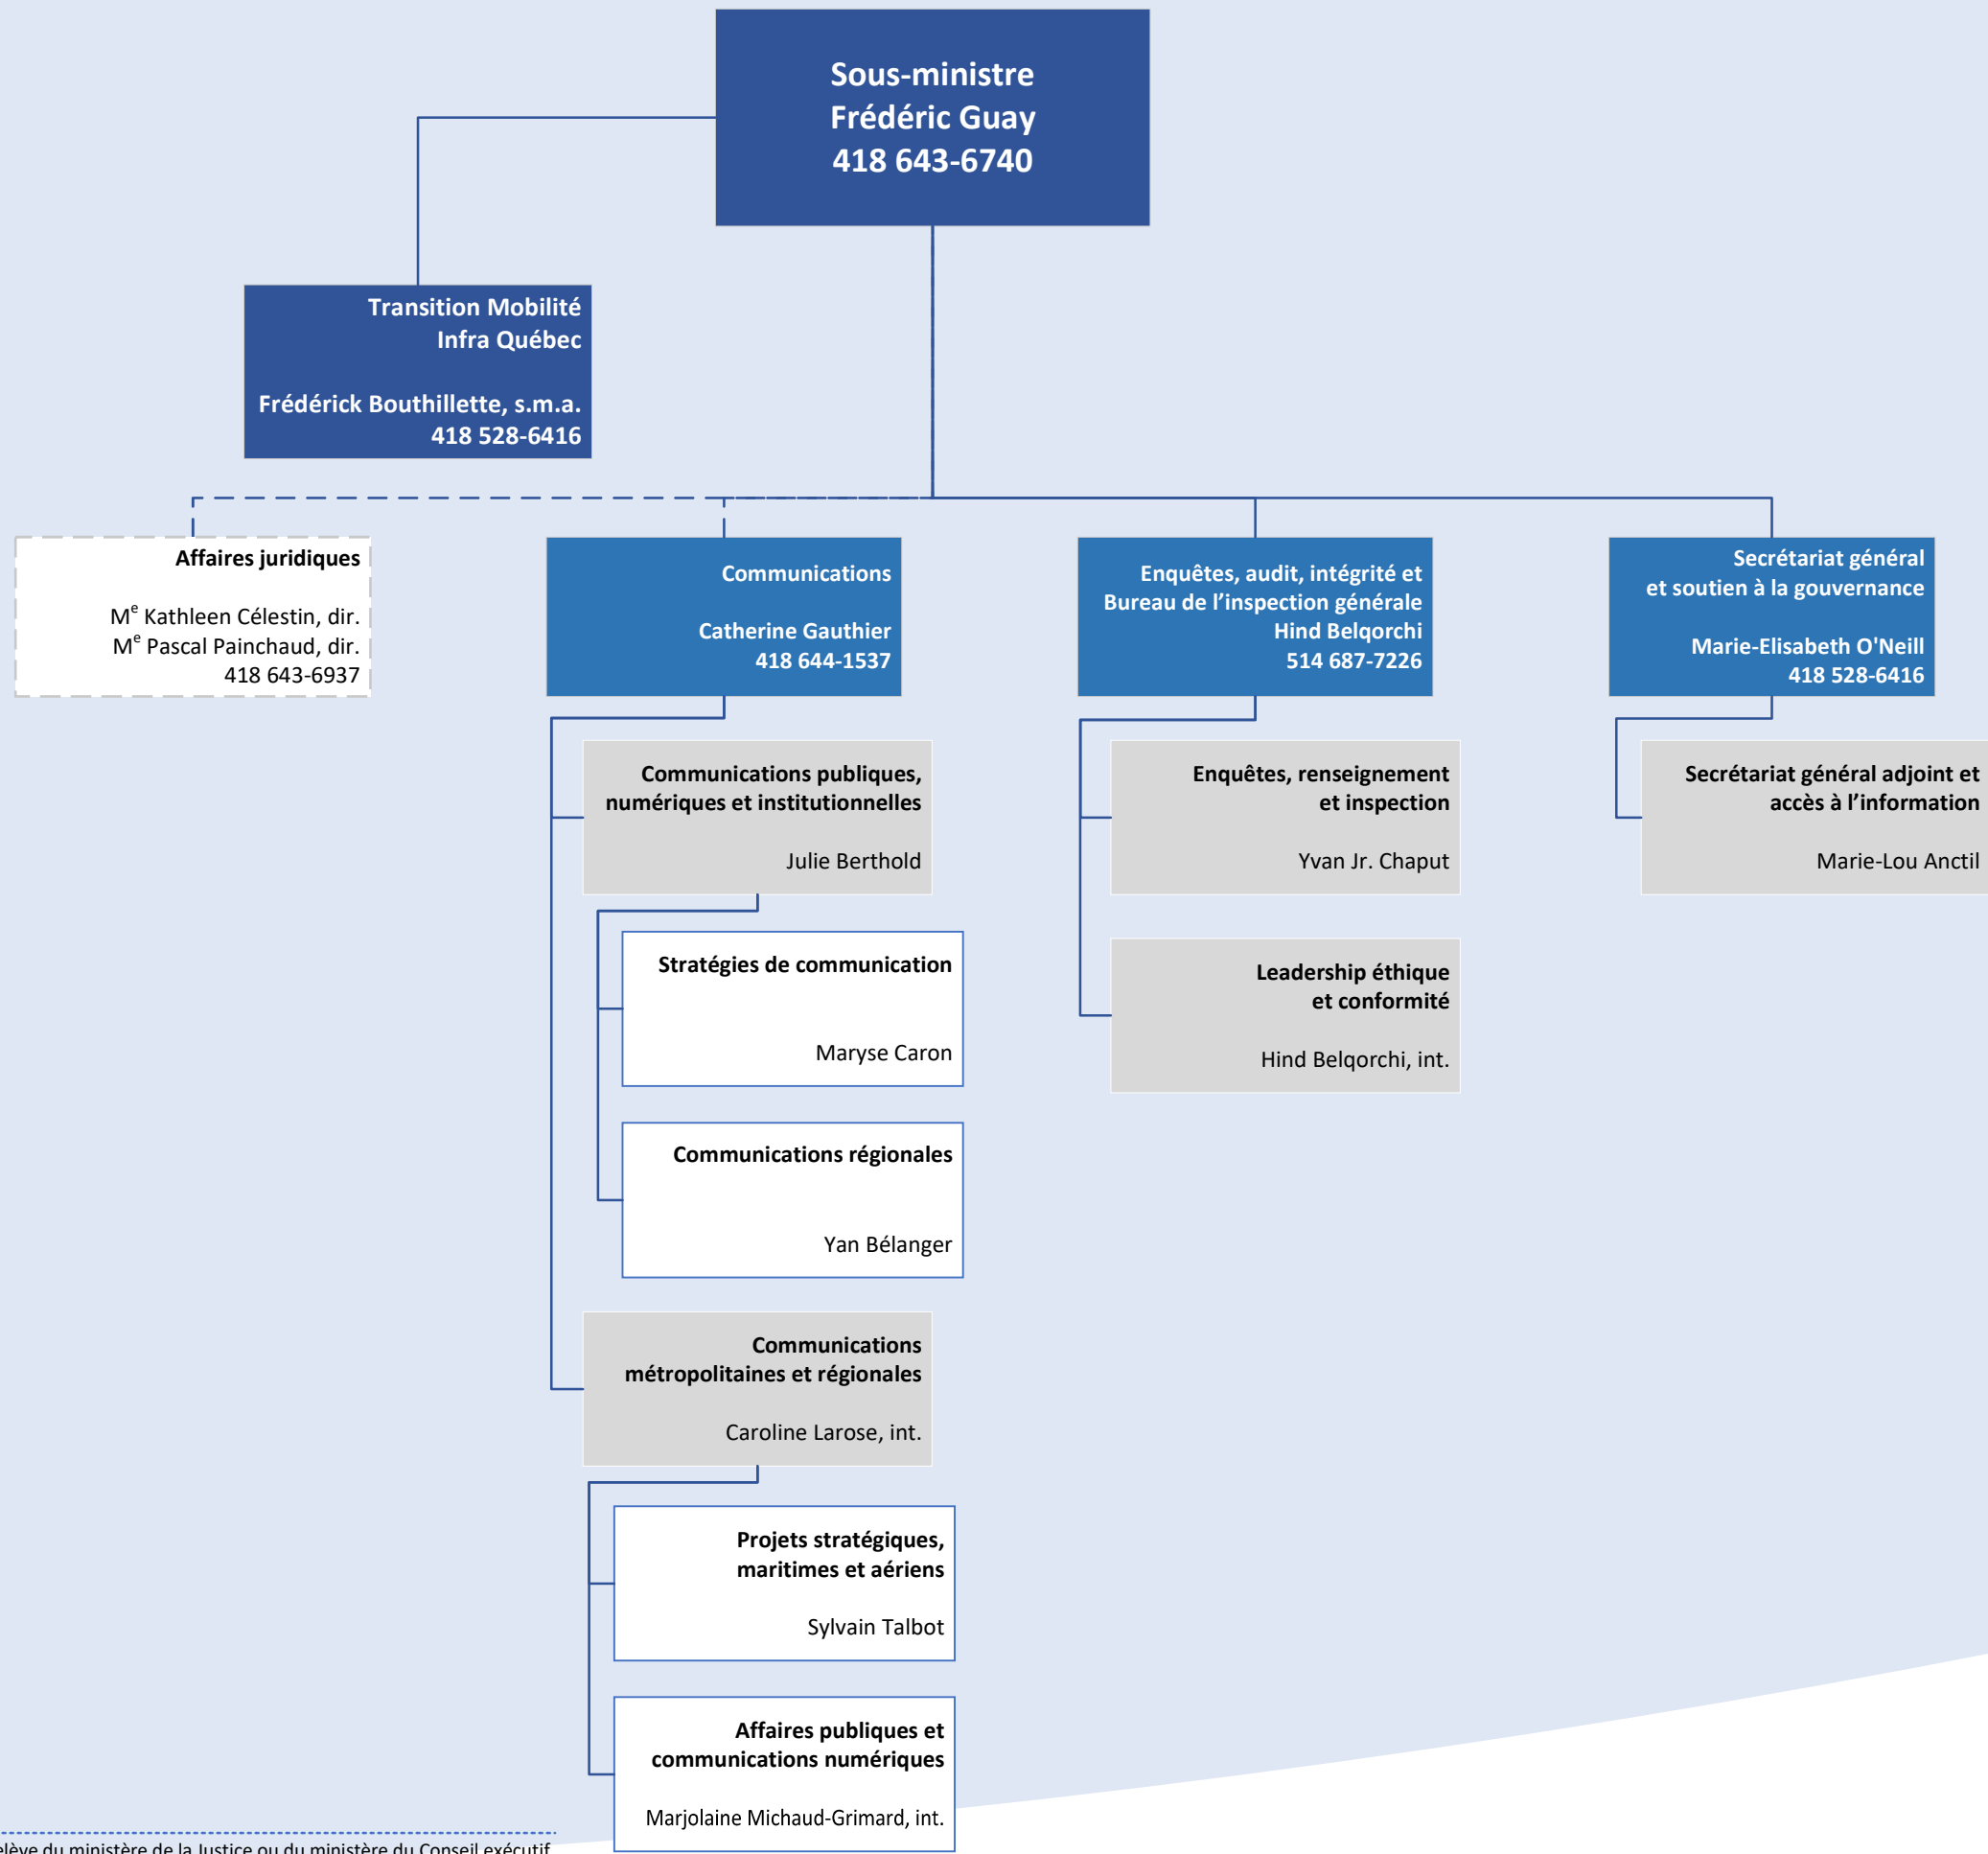 Sous-ministre
Frédéric Guay
418 643-6740
Transition Mobilité
Infra Québec
Frédérick Bouthillette, s.m.a.
418 528-6416
Affaires juridiques
Me Kathleen Célestin, dir.
Me Pascal Painchaud, dir.
418 643-6937
Communications
Catherine Gauthier
418 644-1537
Enquêtes, audit, intégrité et
Bureau de l’inspection générale
Hind Belqorchi
514 687-7226
Secrétariat général
et soutien à la gouvernance
Marie-Elisabeth O'Neill
418 528-6416
Communications publiques,
numériques et institutionnelles
Julie Berthold
Stratégies de communication
Maryse Caron
Communications régionales
Yan Bélanger
Communications
métropolitaines et régionales
Caroline Larose, int.
Projets stratégiques,
maritimes et aériens
Sylvain Talbot
Affaires publiques et
communications numériques
Marjolaine Michaud-Grimard, int.
Enquêtes, renseignement
et inspection
Yvan Jr. Chaput
Leadership éthique
et conformité
Hind Belqorchi, int.
Secrétariat général adjoint et
accès à l’information
Marie-Lou Anctil
du ministère de la Justice ou du ministère du Conseil exécutif